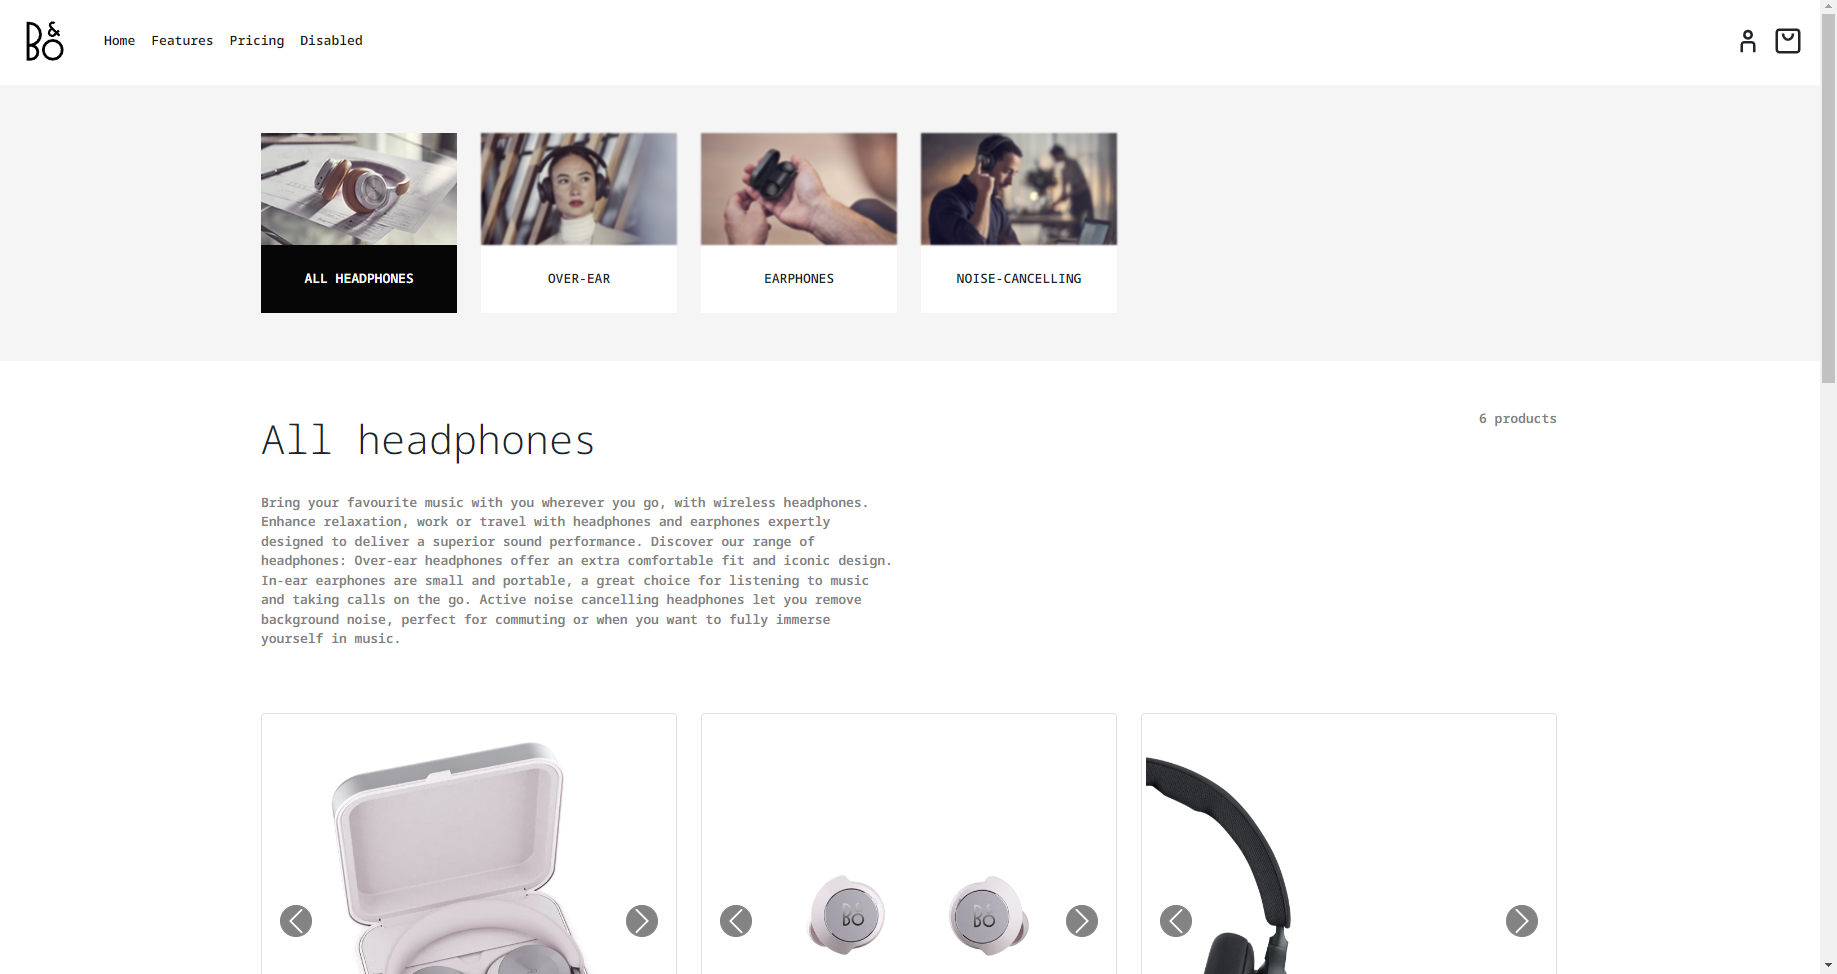 B&O
Home Features Pricing Disabled
ALL HEADPHONES
OVER-EAR
EARPHONES
NOISE-CANCELLING
All headphones
6 products
Bring your favourite music with you wherever you go, with wireless headphones.
Enhance relaxation, work or travel with headphones and earphones expertly
designed to deliver a superior sound performance. Discover our range of
headphones: Over-ear headphones offer an extra comfortable fit and iconic design.
In-ear earphones are small and portable, a great choice for listening to music
and taking calls on the go. Active noise cancelling headphones let you remove
background noise, perfect for commuting or when you want to fully immerse
yourself in music.
B&O
B&O